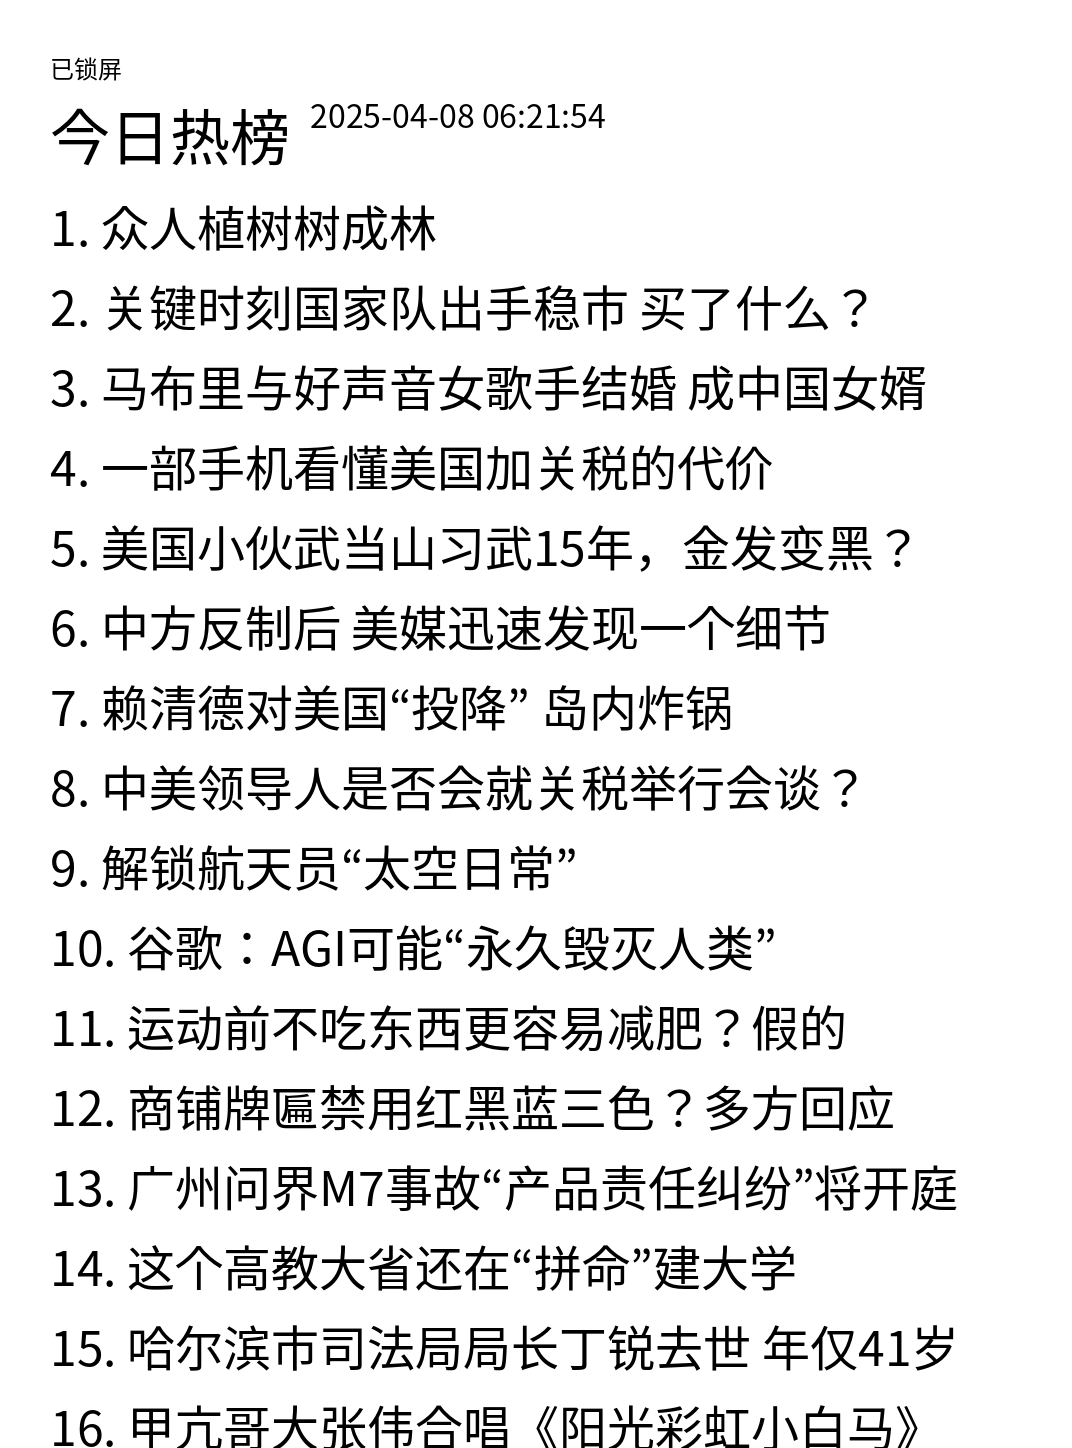 已锁屏
今日热榜 2025-04-08 06:21:54
1. 众人植树树成林
2. 关键时刻国家队出手稳市 买了什么？
3. 马布里与好声音女歌手结婚 成中国女婿
4. 一部手机看懂美国加关税的代价
5. 美国小伙武当山习武15年，金发变黑？
6. 中方反制后 美媒迅速发现一个细节
7. 赖清德对美国“投降” 岛内炸锅
8. 中美领导人是否会就关税举行会谈？
9. 解锁航天员“太空日常”
10. 谷歌：AGI可能“永久毁灭人类”
11. 运动前不吃东西更容易减肥？假的
12. 商铺牌匾禁用红黑蓝三色？多方回应
13. 广州问界M7事故“产品责任纠纷”将开庭
14. 这个高教大省还在“拼命”建大学
15. 哈尔滨市司法局局长丁锐去世 年仅41岁
16. 甲亢哥大张伟合唱《阳光彩虹小白马》